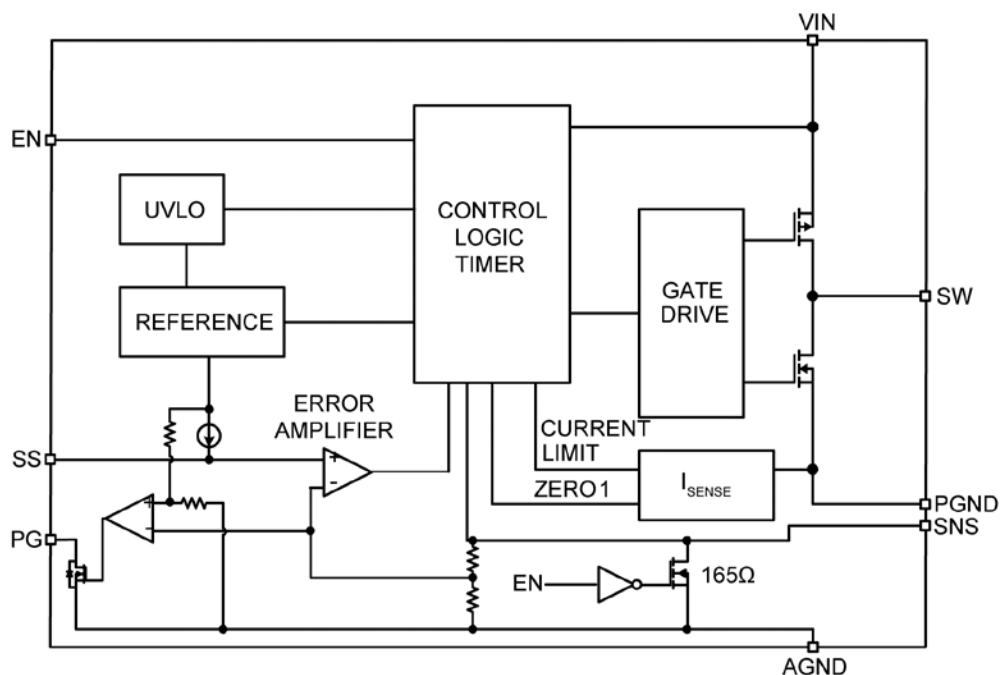 VIN
EN
UVLO
CONTROL
LOGIC
TIMER
REFERENCE
GATE
DRIVE
SW
ERROR
AMPLIFIER
+
-
SS
CURRENT
LIMIT
ZERO1
ISENSE
PGND
SNS
+
-
PG
EN
165Ω
AGND